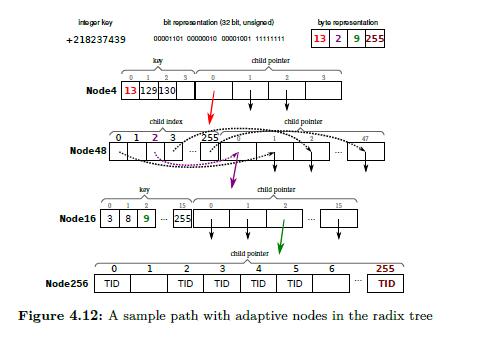 integer key bit representation (32 bit, unsigned) byte representation
+218237439 00001101 00000010 00001001 11111111 13 2 9 255
key child pointer
0 1 2 3 0 1 2 3
Node4 13 129 130
child index child pointer
0 1 2 3 ... 255 0 1 2 47
Node48 ...
key child pointer
0 1 2 15 0 1 2 15
Node16 3 8 9 ... 255 ...
child pointer
0 1 2 3 4 5 6 255
Node256 TID TID TID TID TID ... TID
Figure 4.12: A sample path with adaptive nodes in the radix tree